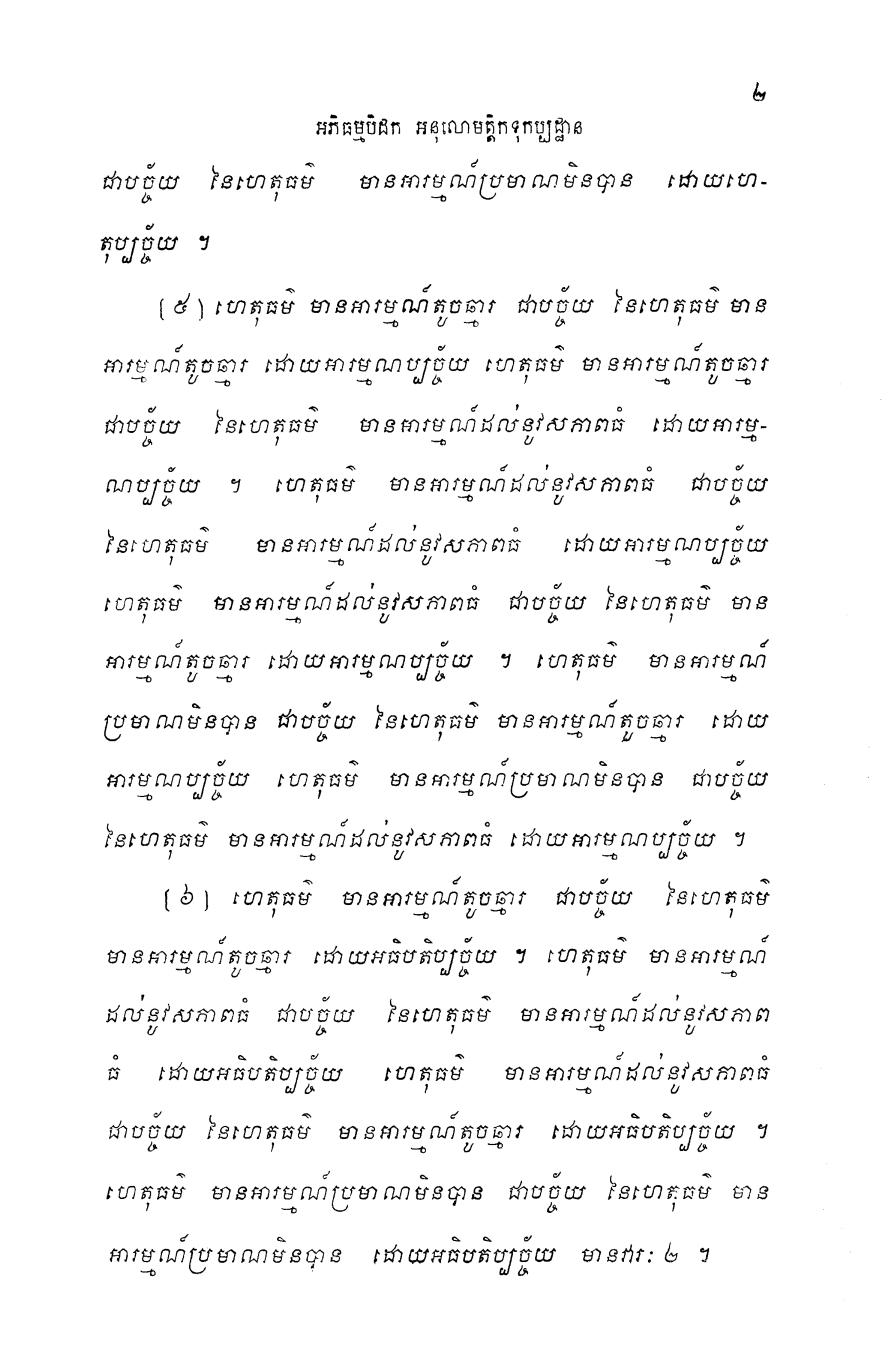 ២
អភិធម្មបិដក អនុលោមត្តិកទុកប្បដ្ឋាន
ជាបច្ច័យ នៃហេតុធម៌ មានអារម្មណ៍ប្រមាណមិនបាន ដោយហេ-
តុប្បច្ច័យ ។
(៥) ហេតុធម៌ មានអារម្មណ៍តូចឆ្មារ ជាបច្ច័យ នៃហេតុធម៌ មាន
អារម្មណ៍តូចឆ្មារ ដោយអារម្មណប្បច្ច័យ ហេតុធម៌ មានអារម្មណ៍តូចឆ្មារ
ជាបច្ច័យ នៃហេតុធម៌ មានអារម្មណ៍ដល់នូវសភាពធំ ដោយអារម្ម-
ណប្បច្ច័យ ។ ហេតុធម៌ មានអារម្មណ៍ដល់នូវសភាពធំ ជាបច្ច័យ
នៃហេតុធម៌ មានអារម្មណ៍ដល់នូវសភាពធំ ដោយអារម្មណប្បច្ច័យ
ហេតុធម៌ មានអារម្មណ៍ដល់នូវសភាពធំ ជាបច្ច័យ នៃហេតុធម៌ មាន
អារម្មណ៍តូចឆ្មារ ដោយអារម្មណប្បច្ច័យ ។ ហេតុធម៌ មានអារម្មណ៍
ប្រមាណមិនបាន ជាបច្ច័យ នៃហេតុធម៌ មានអារម្មណ៍តូចឆ្មារ ដោយ
អារម្មណប្បច្ច័យ ហេតុធម៌ មានអារម្មណ៍ប្រមាណមិនបាន ជាបច្ច័យ
នៃហេតុធម៌ មានអារម្មណ៍ដល់នូវសភាពធំ ដោយអារម្មណប្បច្ច័យ ។
(៦) ហេតុធម៌ មានអារម្មណ៍តូចឆ្មារ ជាបច្ច័យ នៃហេតុធម៌
មានអារម្មណ៍តូចឆ្មារ ដោយអធិបតិប្បច្ច័យ ។ ហេតុធម៌ មានអារម្មណ៍
ដល់នូវសភាពធំ ជាបច្ច័យ នៃហេតុធម៌ មានអារម្មណ៍ដល់នូវសភាព
ធំ ដោយអធិបតិប្បច្ច័យ ហេតុធម៌ មានអារម្មណ៍ដល់នូវសភាពធំ
ជាបច្ច័យ នៃហេតុធម៌ មានអារម្មណ៍តូចឆ្មារ ដោយអធិបតិប្បច្ច័យ ។
ហេតុធម៌ មានអារម្មណ៍ប្រមាណមិនបាន ជាបច្ច័យ នៃហេតុធម៌ មាន
អារម្មណ៍ប្រមាណមិនបាន ដោយអធិបតិប្បច្ច័យ មានវារៈ ២ ។